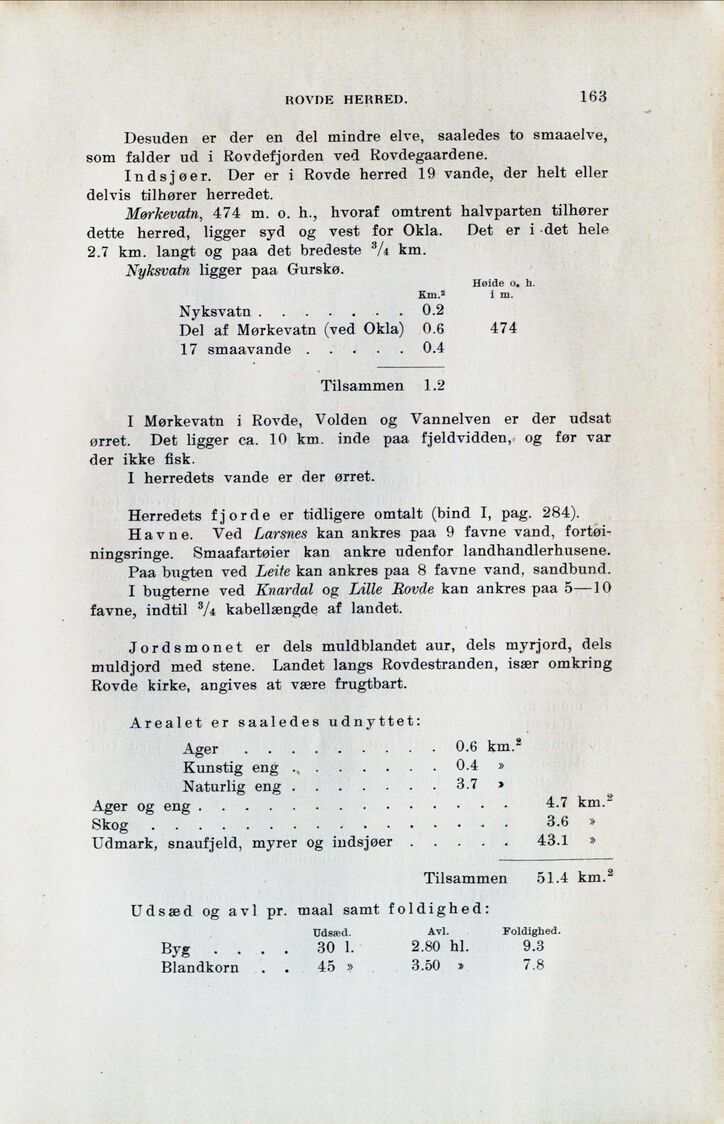 ROVDE HERRED. 163
Desuden er der en del mindre elve, saaledes to smaaelve,
som falder ud i Rovdefjorden ved Rovdegaardene.
Indsjøer. Der er i Rovde herred 19 vande, der helt eller
delvis tilhører herredet.
Mørkevatn, 474 m. o. h., hvoraf omtrent halvparten tilhører
dette herred, ligger syd og vest for Okla. Det er i det hele
2.7 km. langt og paa det bredeste 3/4 km.
Nyksvatn ligger paa Gurskø.
Høide o. h.
Km.² i m.
Nyksvatn . . . . . . . 0.2
Del af Mørkevatn (ved Okla) 0.6 474
17 smaavande . . . . . 0.4
Tilsammen 1.2
I Mørkevatn i Rovde, Volden og Vannelven er der udsat
ørret. Det ligger ca. 10 km. inde paa fjeldvidden, og før var
der ikke fisk.
I herredets vande er der ørret.
Herredets fjorde er tidligere omtalt (bind I, pag. 284).
Havne. Ved Larsnes kan ankres paa 9 favne vand, fortøi-
ningsringe. Smaafartøier kan ankre udenfor landhandlerhusene.
Paa bugten ved Leite kan ankres paa 8 favne vand, sandbund.
I bugterne ved Knardal og Lille Rovde kan ankres paa 5—10
favne, indtil 3/4 kabellængde af landet.
Jordsmonet er dels muldblandet aur, dels myrjord, dels
muldjord med stene. Landet langs Rovdestranden, især omkring
Rovde kirke, angives at være frugtbart.
Arealet er saaledes udnyttet:
Ager . . . . . . . . . 0.6 km.²
Kunstig eng . . . . . . . 0.4 »
Naturlig eng . . . . . . . 3.7 »
Ager og eng . . . . . . . . . . . . . . 4.7 km.²
Skog . . . . . . . . . . . . . . . . 3.6 »
Udmark, snaufjeld, myrer og indsjøer . . . . . 43.1 »
Tilsammen 51.4 km.²
Udsæd og avl pr. maal samt foldighed:
Udsæd. Avl. Foldighed.
Byg . . . . 30 l. 2.80 hl. 9.3
Blandkorn . . 45 » 3.50 » 7.8